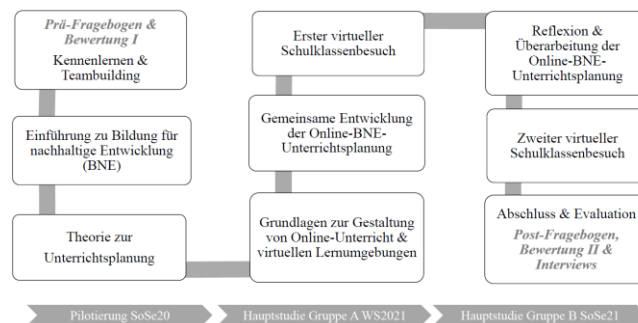 Prä-Fragebogen &
Bewertung I
Kennenlernen &
Teambuilding
Einführung zu Bildung für
nachhaltige Entwicklung
(BNE)
Theorie zur
Unterrichtsplanung
Erster virtueller
Schulklassenbesuch
Gemeinsame Entwicklung
der Online-BNE-
Unterrichtsplanung
Grundlagen zur Gestaltung
von Online-Unterricht &
virtuellen Lernumgebungen
Reflexion &
Überarbeitung der
Online-BNE-
Unterrichtsplanung
Zweiter virtueller
Schulklassenbesuch
Abschluss & Evaluation
Post-Fragebogen,
Bewertung II &
Interviews
Pilotierung SoSe20
Hauptstudie Gruppe A WS2021
Hauptstudie Gruppe B SoSe21